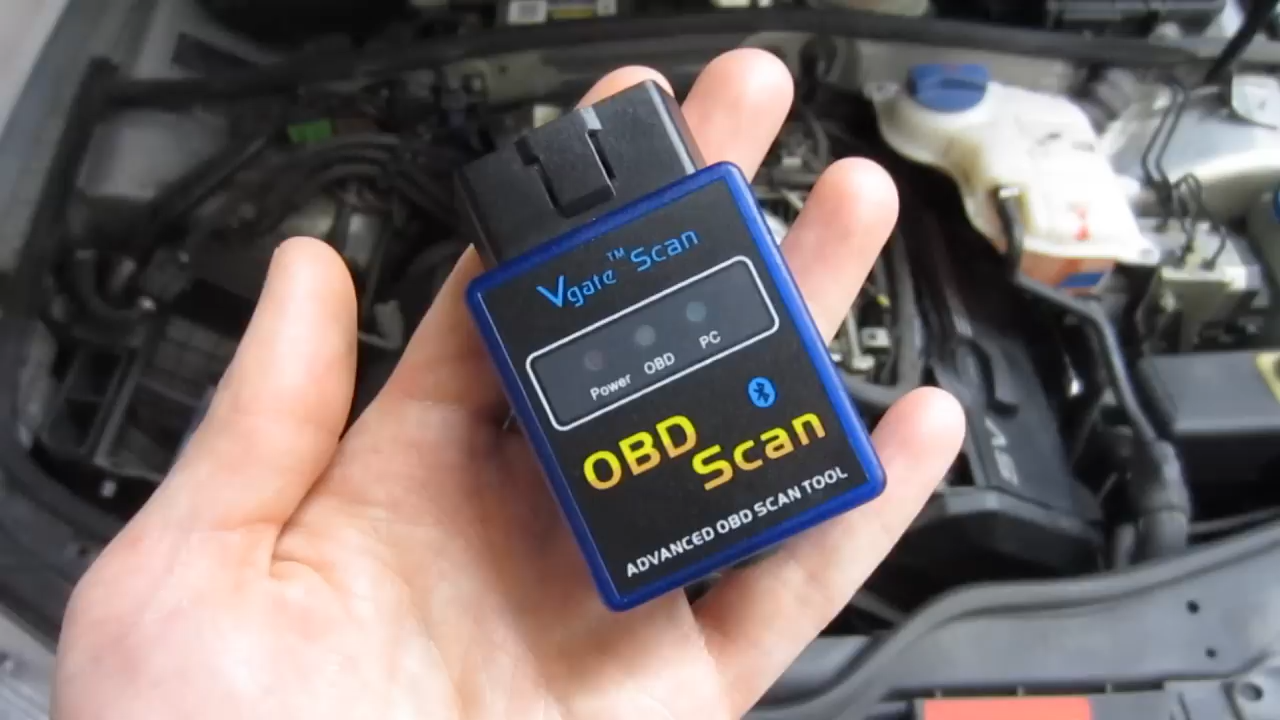 Vgate™ Scan
Power OBD PC
OBD
Scan
ADVANCED OBD SCAN TOOL